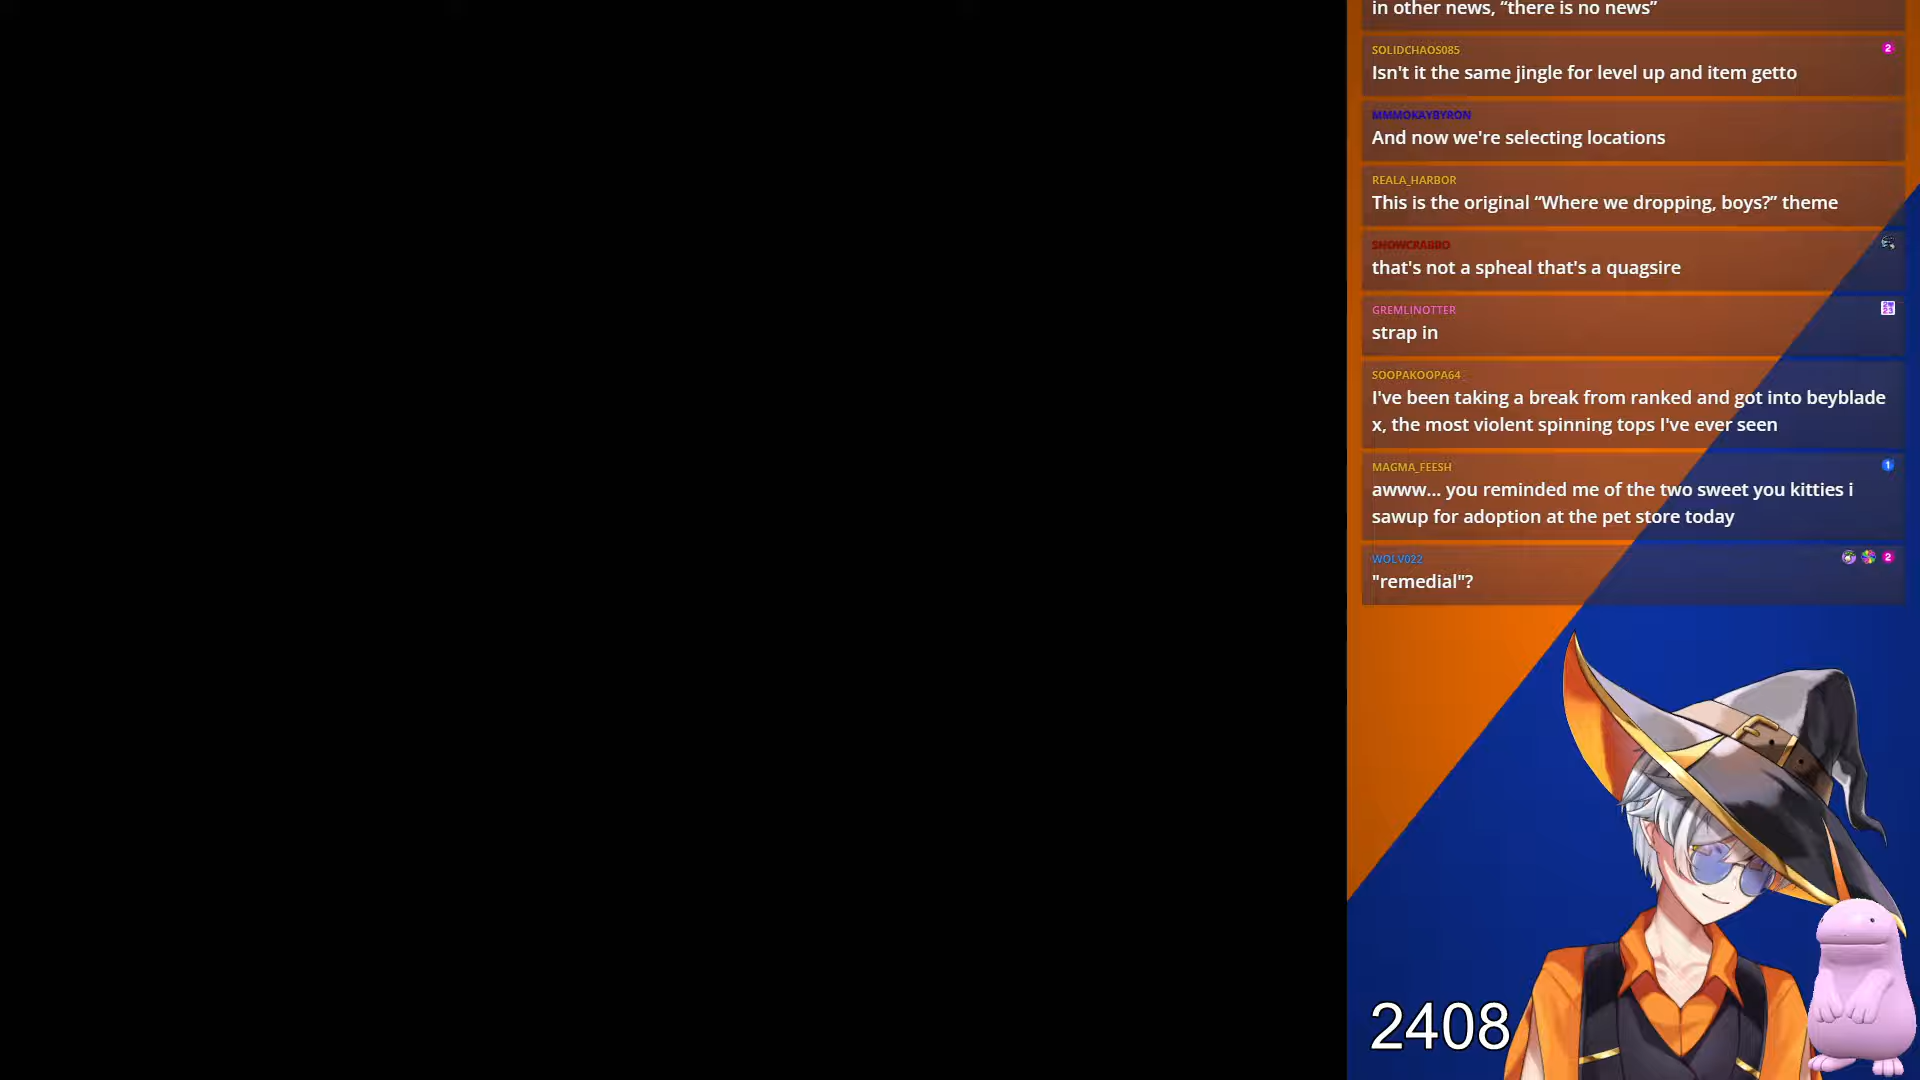 in other news, “there is no news”
SOLIDCHAOS085
2
Isn't it the same jingle for level up and item getto
MMMOKAYBYRON
And now we're selecting locations
REALA_HARBOR
This is the original “Where we dropping, boys?” theme
SNOWCRABRO
that's not a spheal that's a quagsire
GREMLINOTTER
strap in
SOOPAKOOPA64
I've been taking a break from ranked and got into beyblade
x, the most violent spinning tops I've ever seen
MAGMA_FEESH
1
awww... you reminded me of the two sweet you kitties i
sawup for adoption at the pet store today
WOLV022
2
"remedial"?
2408